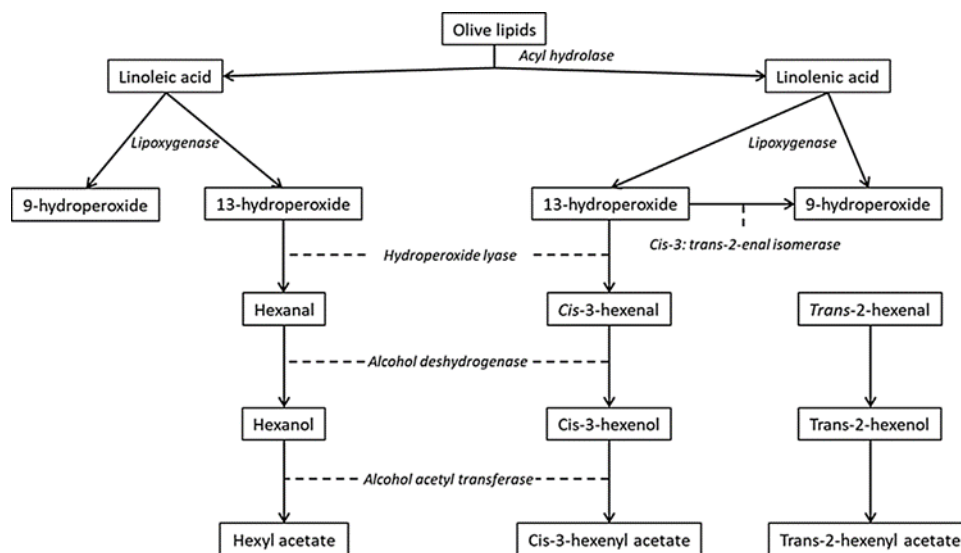 Olive lipids
Acyl hydrolase
Linoleic acid
Linolenic acid
Lipoxygenase
Lipoxygenase
9-hydroperoxide
13-hydroperoxide
13-hydroperoxide
9-hydroperoxide
Cis-3: trans-2-enal isomerase
Hydroperoxide lyase
Hexanal
Cis-3-hexenal
Trans-2-hexenal
Alcohol deshydrogenase
Hexanol
Cis-3-hexenol
Trans-2-hexenol
Alcohol acetyl transferase
Hexyl acetate
Cis-3-hexenyl acetate
Trans-2-hexenyl acetate